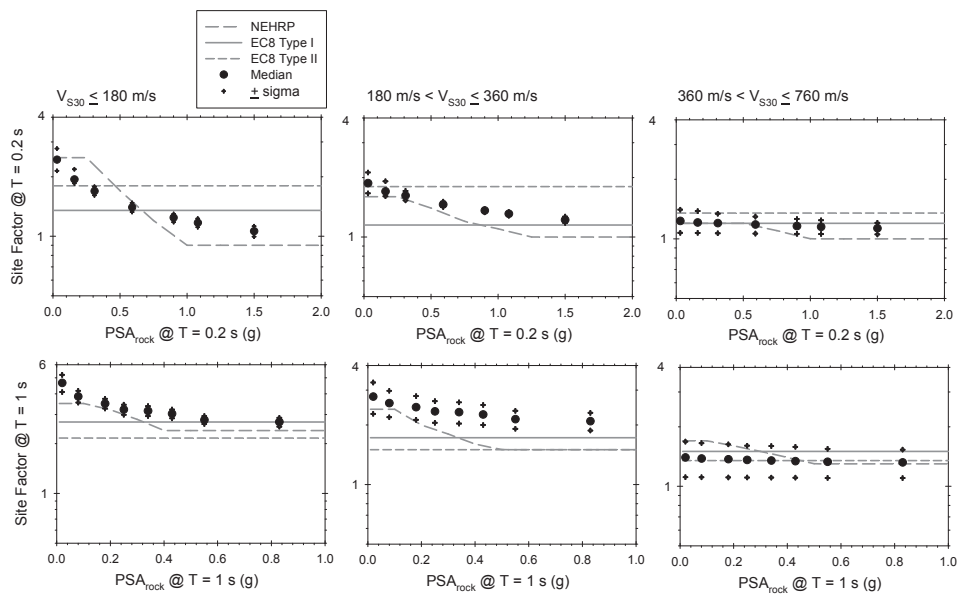 NEHRP
EC8 Type I
EC8 Type II
Median
+ sigma
V_S30 ≤ 180 m/s
180 m/s < V_S30 ≤ 360 m/s
360 m/s < V_S30 ≤ 760 m/s
Site Factor @ T = 0.2 s
4
1
0.0 0.5 1.0 1.5 2.0
PSA_rock @ T = 0.2 s (g)
4
1
0.0 0.5 1.0 1.5 2.0
PSA_rock @ T = 0.2 s (g)
4
1
0.0 0.5 1.0 1.5 2.0
PSA_rock @ T = 0.2 s (g)
Site Factor @ T = 1 s
6
1
0.0 0.2 0.4 0.6 0.8 1.0
PSA_rock @ T = 1 s (g)
4
1
0.0 0.2 0.4 0.6 0.8 1.0
PSA_rock @ T = 1 s (g)
4
1
0.0 0.2 0.4 0.6 0.8 1.0
PSA_rock @ T = 1 s (g)